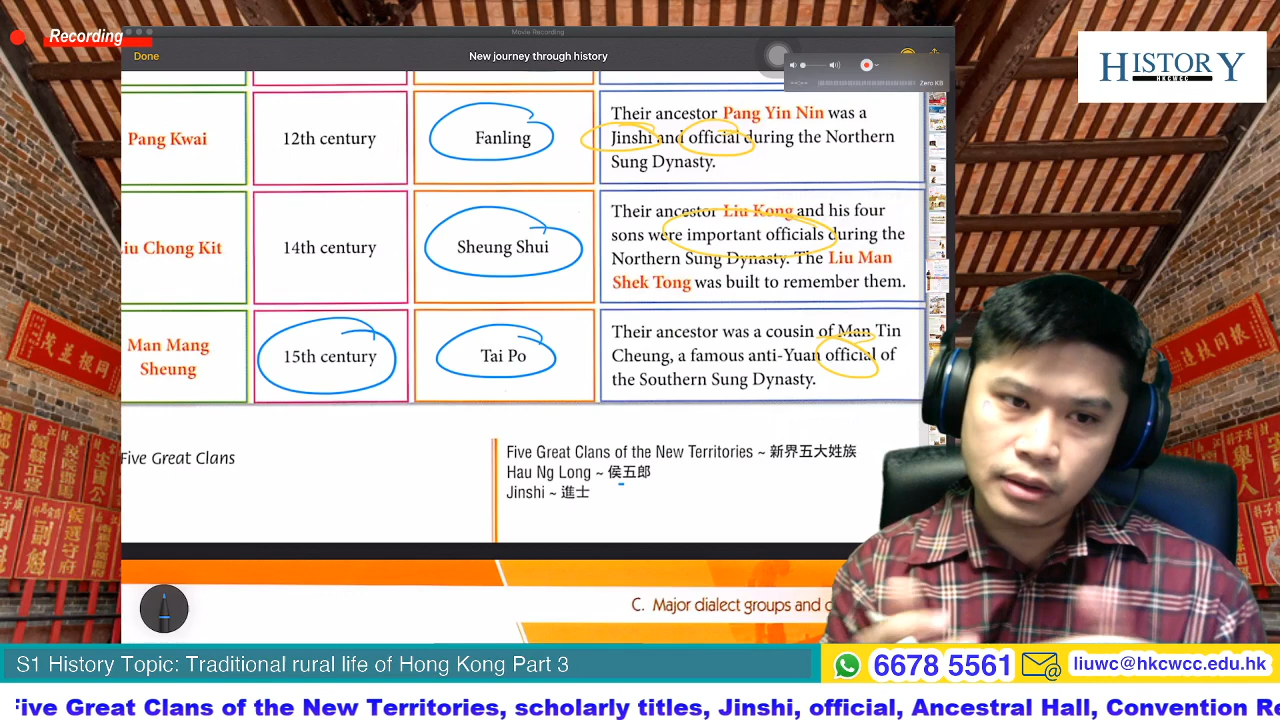 Recording
Movie Recording
Done
New journey through history
Zero KB
HISTORY
HKCWCC
Pang Kwai
12th century
Fanling
Their ancestor Pang Yin Nin was a
Jinshi and official during the Northern
Sung Dynasty.
iu Chong Kit
14th century
Sheung Shui
Their ancestor Liu Kong and his four
sons were important officials during the
Northern Sung Dynasty. The Liu Man
Shek Tong was built to remember them.
Man Mang
Sheung
15th century
Tai Po
Their ancestor was a cousin of Man Tin
Cheung, a famous anti-Yuan official of
the Southern Sung Dynasty.
Five Great Clans
Five Great Clans of the New Territories ~ 新界五大姓族
Hau Ng Long ~ 侯五郎
Jinshi ~ 進士
C. Major dialect groups and c
S1 History Topic: Traditional rural life of Hong Kong Part 3
6678 5561
liuwc@hkcwcc.edu.hk
Five Great Clans of the New Territories, scholarly titles, Jinshi, official, Ancestral Hall, Convention Re